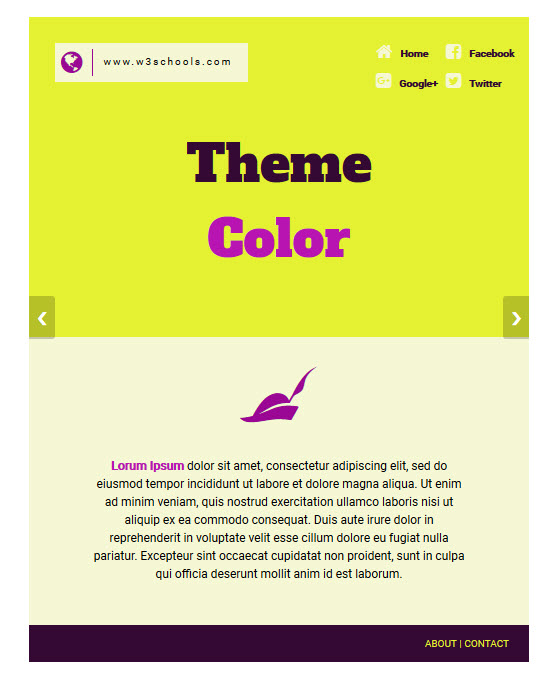 www.w3schools.com
Home
Facebook
Google+
Twitter
Theme
Color
Lorum Ipsum dolor sit amet, consectetur adipiscing elit, sed do
eiusmod tempor incididunt ut labore et dolore magna aliqua. Ut enim
ad minim veniam, quis nostrud exercitation ullamco laboris nisi ut
aliquip ex ea commodo consequat. Duis aute irure dolor in
reprehenderit in voluptate velit esse cillum dolore eu fugiat nulla
pariatur. Excepteur sint occaecat cupidatat non proident, sunt in culpa
qui officia deserunt mollit anim id est laborum.
ABOUT | CONTACT